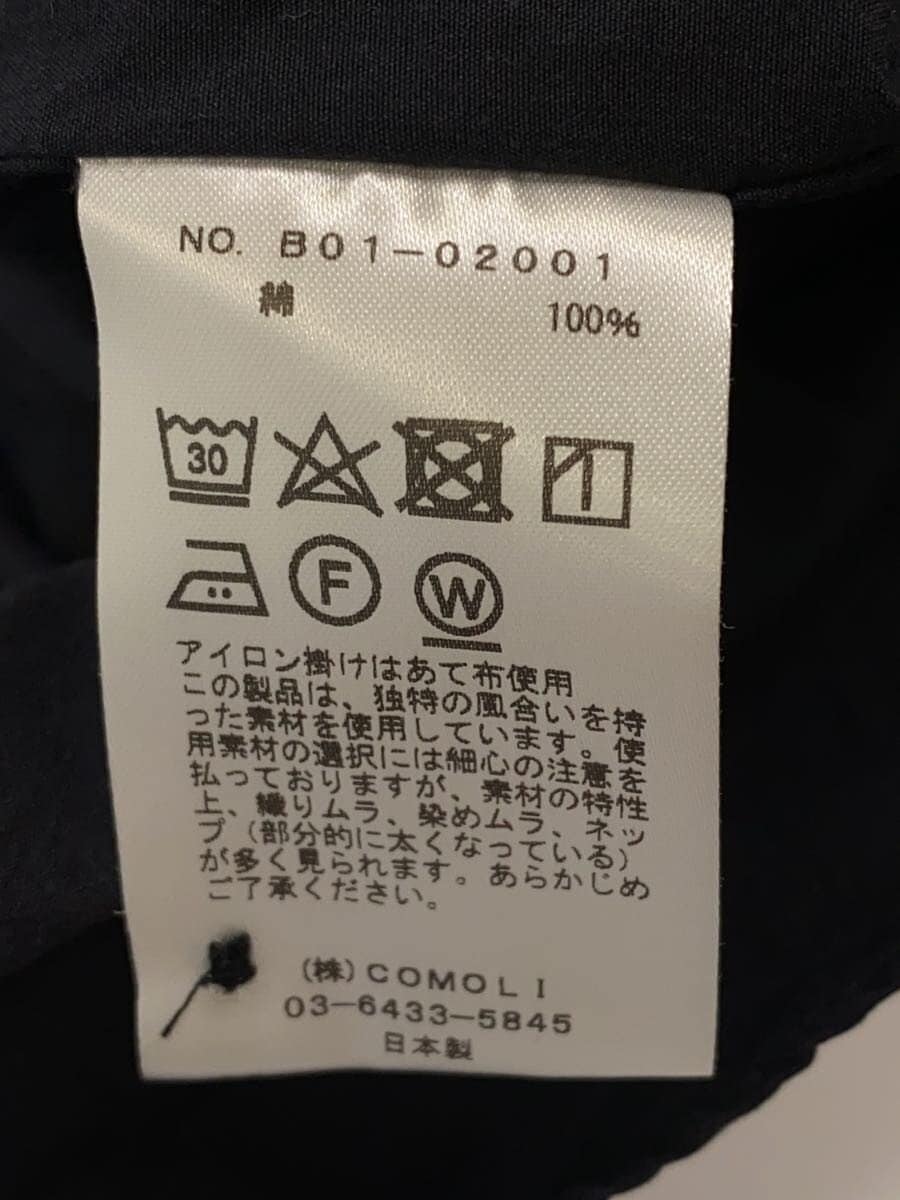 NO. B01-02001
綿 100%
30
F
W
アイロン掛けはあて布使用
この製品は、独特の風合いを持
った素材を使用しています。使
用素材の選択には細心の注意を
払っておりますが、素材の特性
上、織りムラ、染めムラ、ネッ
プ（部分的に太くなっている）
が多く見られます。あらかじめ
ご了承ください。
(株)COMOLI
03-6433-5845
日本製